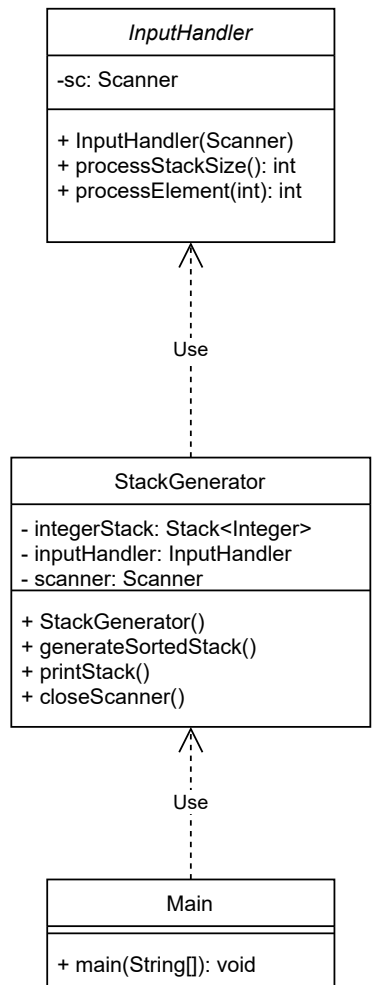 InputHandler
-sc: Scanner
+ InputHandler(Scanner)
+ processStackSize(): int
+ processElement(int): int
Use
StackGenerator
- integerStack: Stack<Integer>
- inputHandler: InputHandler
- scanner: Scanner
+ StackGenerator()
+ generateSortedStack()
+ printStack()
+ closeScanner()
Use
Main
+ main(String[]): void